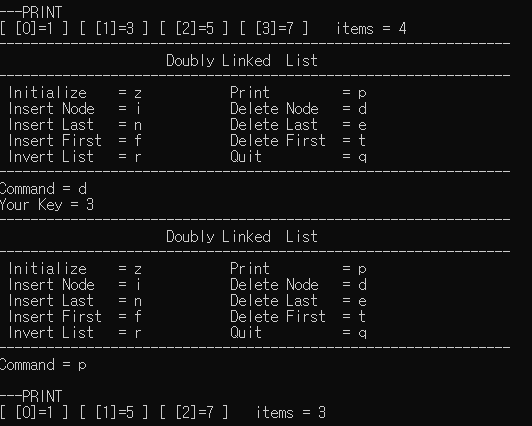 ---PRINT
[ [0]=1 ] [ [1]=3 ] [ [2]=5 ] [ [3]=7 ]   items = 4
----------------------------------------------------------------
                     Doubly Linked  List
----------------------------------------------------------------
 Initialize    = z           Print         = p
 Insert Node   = i           Delete Node   = d
 Insert Last   = n           Delete Last   = e
 Insert First  = f           Delete First  = t
 Invert List   = r           Quit          = q
----------------------------------------------------------------
Command = d
Your Key = 3
----------------------------------------------------------------
                     Doubly Linked  List
----------------------------------------------------------------
 Initialize    = z           Print         = p
 Insert Node   = i           Delete Node   = d
 Insert Last   = n           Delete Last   = e
 Insert First  = f           Delete First  = t
 Invert List   = r           Quit          = q
----------------------------------------------------------------
Command = p
---PRINT
[ [0]=1 ] [ [1]=5 ] [ [2]=7 ]   items = 3